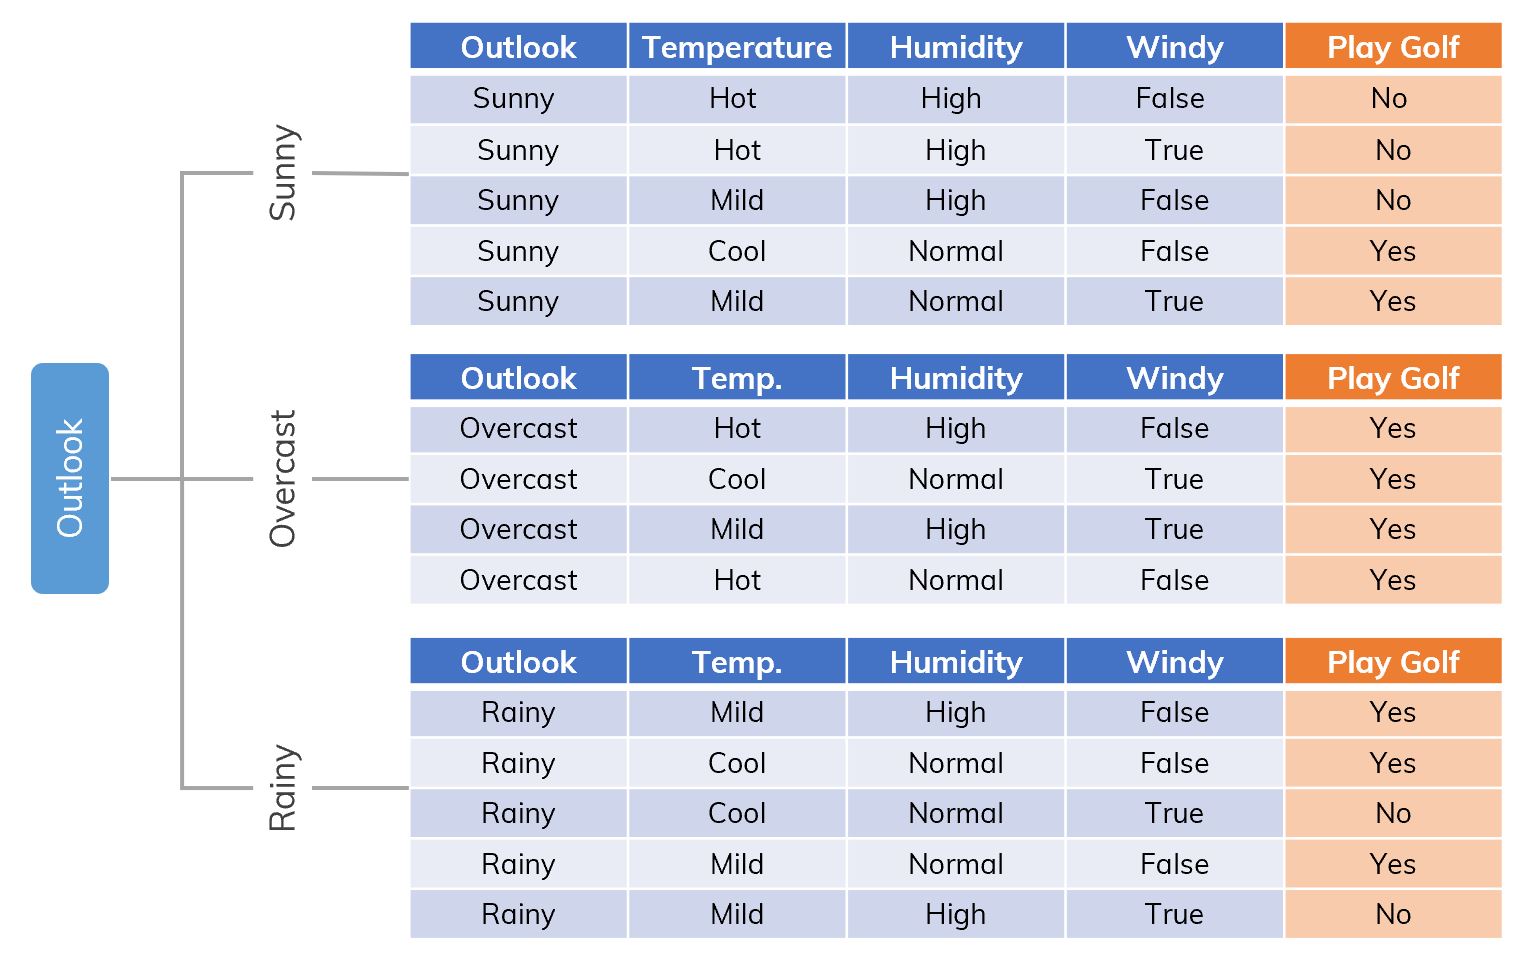 Outlook Temperature Humidity Windy Play Golf
Sunny Hot High False No
Sunny Hot High True No
Sunny Mild High False No
Sunny Cool Normal False Yes
Sunny Mild Normal True Yes
Sunny
Outlook Temp. Humidity Windy Play Golf
Overcast Hot High False Yes
Overcast Cool Normal True Yes
Overcast Mild High True Yes
Overcast Hot Normal False Yes
Outlook
Overcast
Outlook Temp. Humidity Windy Play Golf
Rainy Mild High False Yes
Rainy Cool Normal False Yes
Rainy Cool Normal True No
Rainy Mild Normal False Yes
Rainy Mild High True No
Rainy